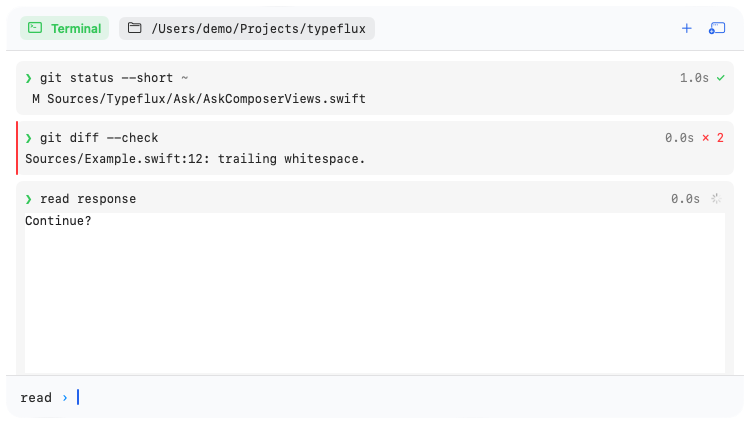 Terminal /Users/demo/Projects/typeflux +
❯ git status --short ~ 1.0s ✓
M Sources/Typeflux/Ask/AskComposerViews.swift
❯ git diff --check 0.0s × 2
Sources/Example.swift:12: trailing whitespace.
❯ read response 0.0s
Continue?
read ›